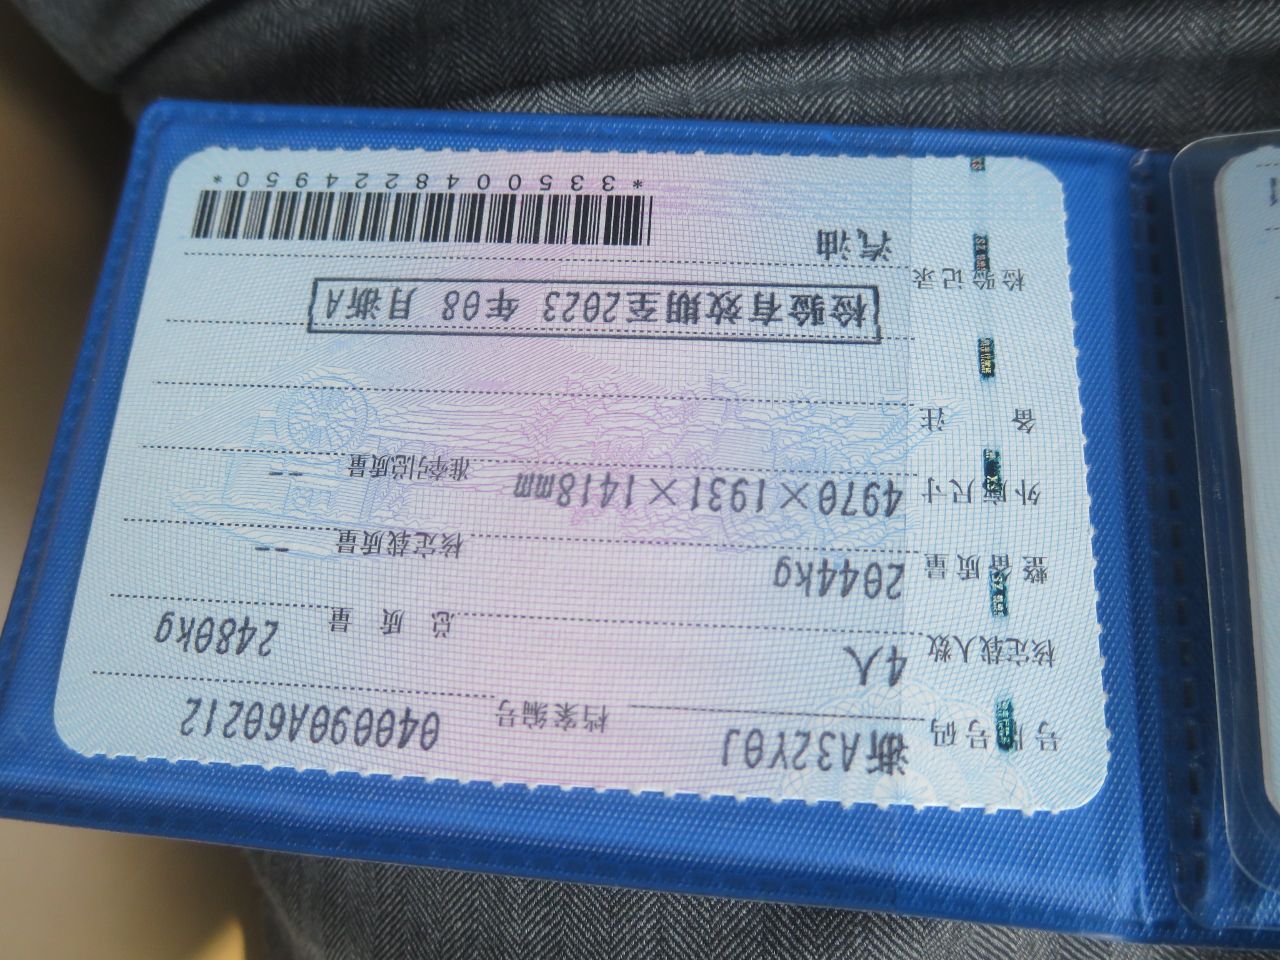 号牌号码 浙A32Y0J 档案编号 040090A60212
核定载人数 4人 总质量 2480kg
整备质量 2044kg 核定载质量 --
外廓尺寸 4970×1931×1418mm 准牵引总质量 --
备注
检验有效期至2023 年08 月浙A
检验记录
汽油
*3350048224950*